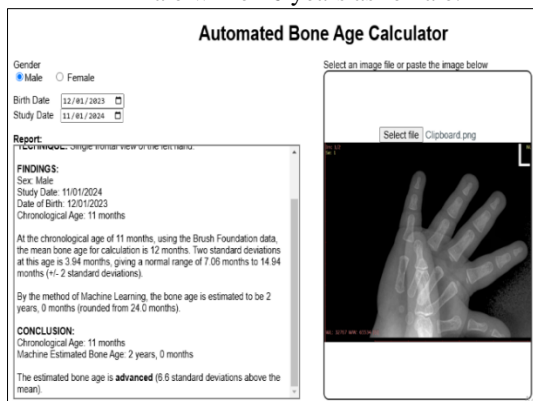 Automated Bone Age Calculator
Gender
Male Female
Birth Date 12/01/2023
Study Date 11/01/2024
Report:
TECHNIQUE: Single frontal view of the left hand.
FINDINGS:
Sex: Male
Study Date: 11/01/2024
Date of Birth: 12/01/2023
Chronological Age: 11 months
At the chronological age of 11 months, using the Brush Foundation data,
the mean bone age for calculation is 12 months. Two standard deviations
at this age is 3.94 months, giving a normal range of 7.06 months to 14.94
months (+/- 2 standard deviations).
By the method of Machine Learning, the bone age is estimated to be 2
years, 0 months (rounded from 24.0 months).
CONCLUSION:
Chronological Age: 11 months
Machine Estimated Bone Age: 2 years, 0 months
The estimated bone age is advanced (6.6 standard deviations above the
mean).
Select an image file or paste the image below
Select file Clipboard.png
L